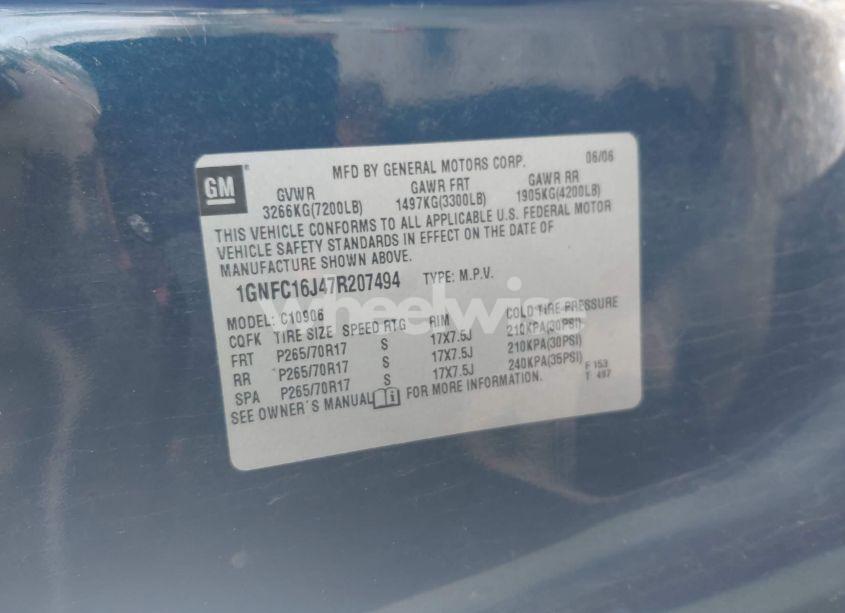 GM
MFD BY GENERAL MOTORS CORP. 06/06
GVWR GAWR FRT GAWR RR
3266KG(7200LB) 1497KG(3300LB) 1905KG(4200LB)
THIS VEHICLE CONFORMS TO ALL APPLICABLE U.S. FEDERAL MOTOR
VEHICLE SAFETY STANDARDS IN EFFECT ON THE DATE OF
MANUFACTURE SHOWN ABOVE.
1GNFC16J47R207494 TYPE: M.P.V.
Wheelwise
MODEL: C10906
CQFK TIRE SIZE SPEED RTG RIM COLD TIRE PRESSURE
FRT P265/70R17 S 17X7.5J 210KPA(30PSI)
RR P265/70R17 S 17X7.5J 210KPA(30PSI)
SPA P265/70R17 S 17X7.5J 240KPA(35PSI)
SEE OWNER'S MANUAL FOR MORE INFORMATION.
F 153
T 497